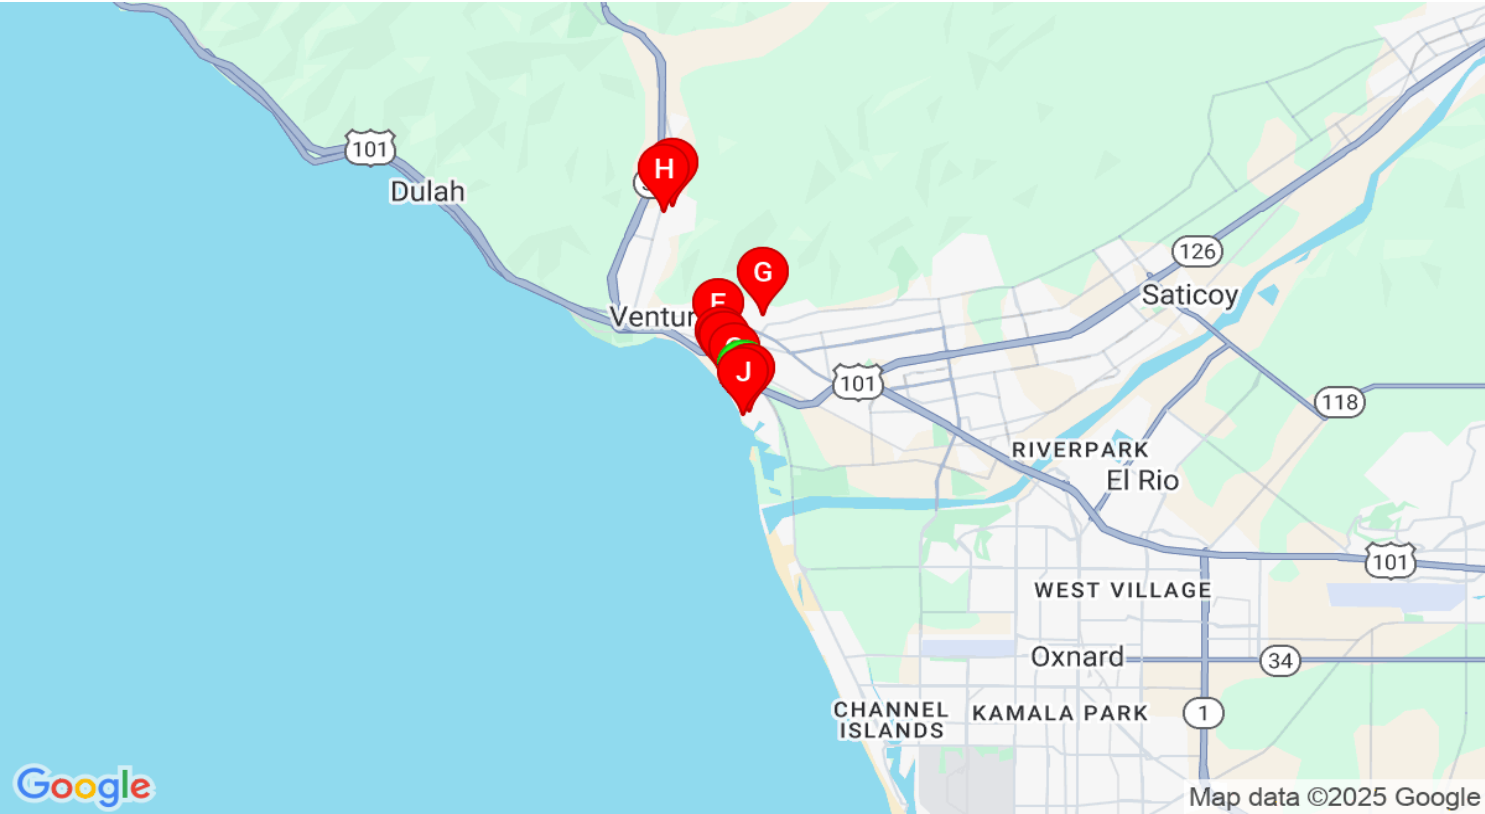 101
Dulah
H
G
126
Saticoy
Ventur
J
101
118
RIVERPARK
El Rio
101
WEST VILLAGE
Oxnard
34
CHANNEL
ISLANDS
KAMALA PARK
1
Google
Map data ©2025 Google